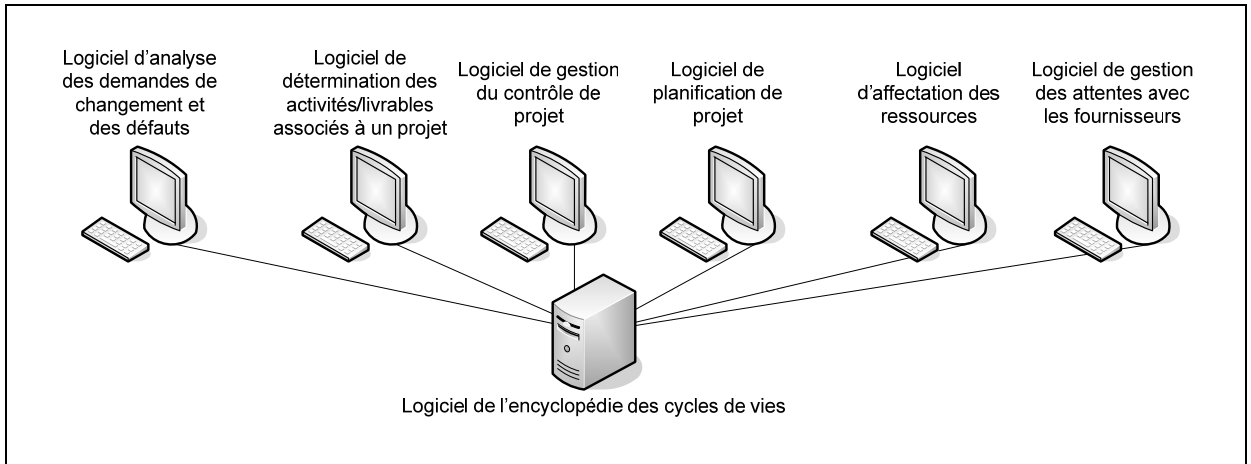 Logiciel d'analyse
des demandes de
changement et
des défauts
Logiciel de
détermination des
activités/livrables
associés à un projet
Logiciel de gestion
du contrôle de
projet
Logiciel de
planification de
projet
Logiciel
d'affectation des
ressources
Logiciel de gestion
des attentes avec
les fournisseurs
Logiciel de l'encyclopédie des cycles de vies